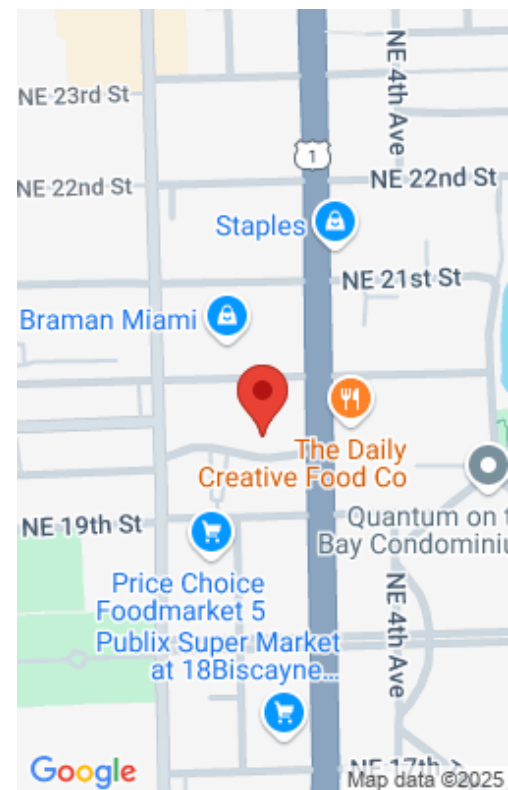 NE 23rd St
NE 4th Ave
1
NE 22nd St
NE 22nd St
Staples
NE 21st St
Braman Miami
The Daily
Creative Food Co
NE 19th St
Quantum on t
Bay Condominiu
Price Choice
Foodmarket 5
NE 4th Ave
Publix Super Market
at 18Biscayne...
NE 17th
Google
Map data ©2025